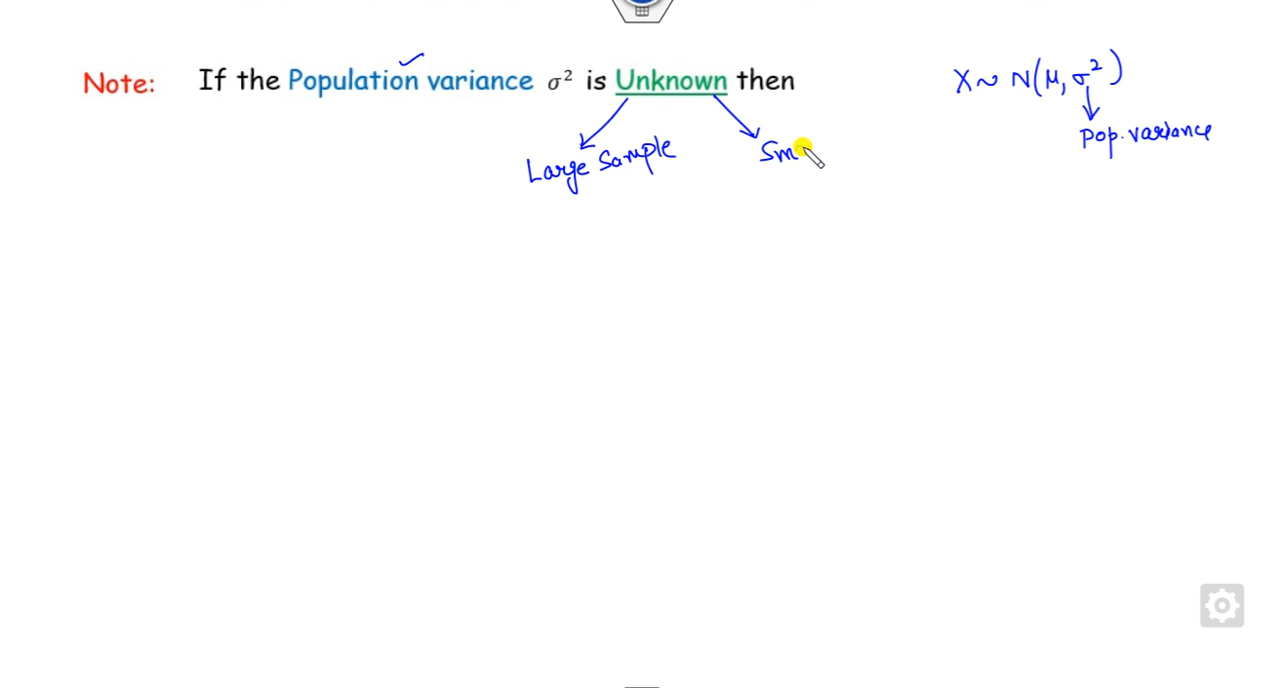 Note: If the Population variance σ² is Unknown then
X ~ N(μ, σ²)
Pop. variance
Large Sample
Sm